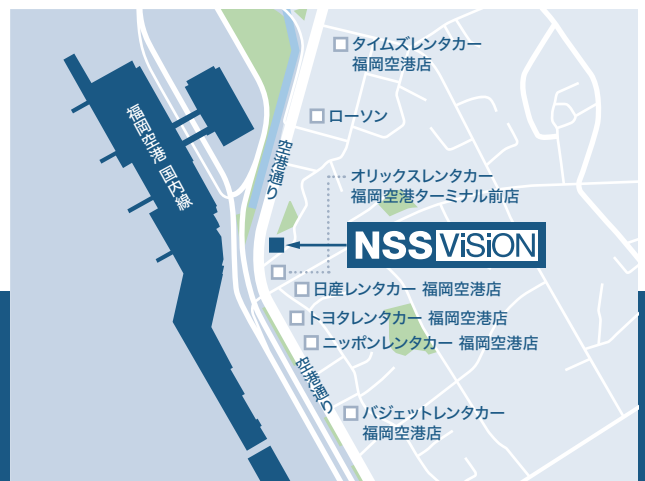 タイムズレンタカー
福岡空港店
ローソン
福岡空港 国内線
空港通り
オリックスレンタカー
福岡空港ターミナル前店
NSS ViSiON
日産レンタカー 福岡空港店
トヨタレンタカー 福岡空港店
ニッポンレンタカー 福岡空港店
空港通り
バジェットレンタカー
福岡空港店